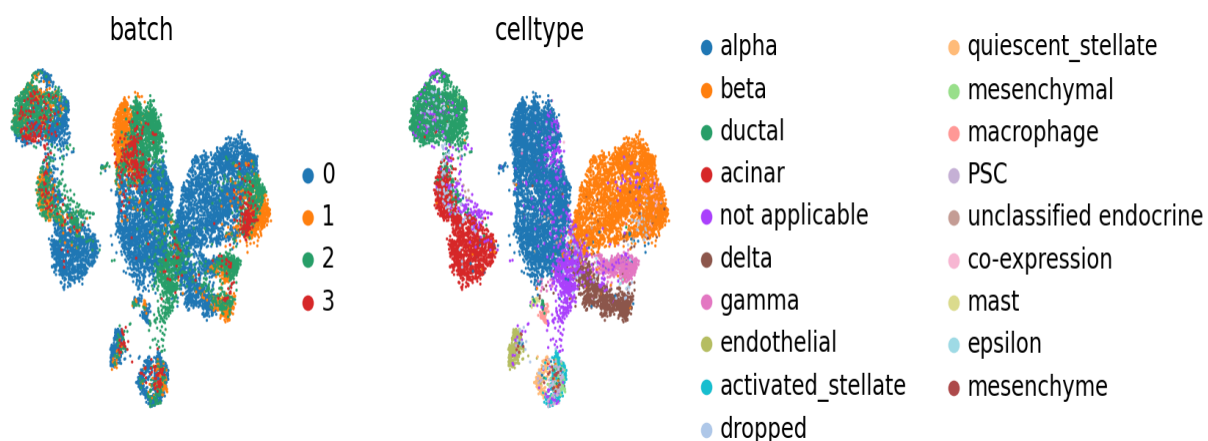 batch
0
1
2
3
celltype
alpha
beta
ductal
acinar
not applicable
delta
gamma
endothelial
activated_stellate
dropped
quiescent_stellate
mesenchymal
macrophage
PSC
unclassified endocrine
co-expression
mast
epsilon
mesenchyme